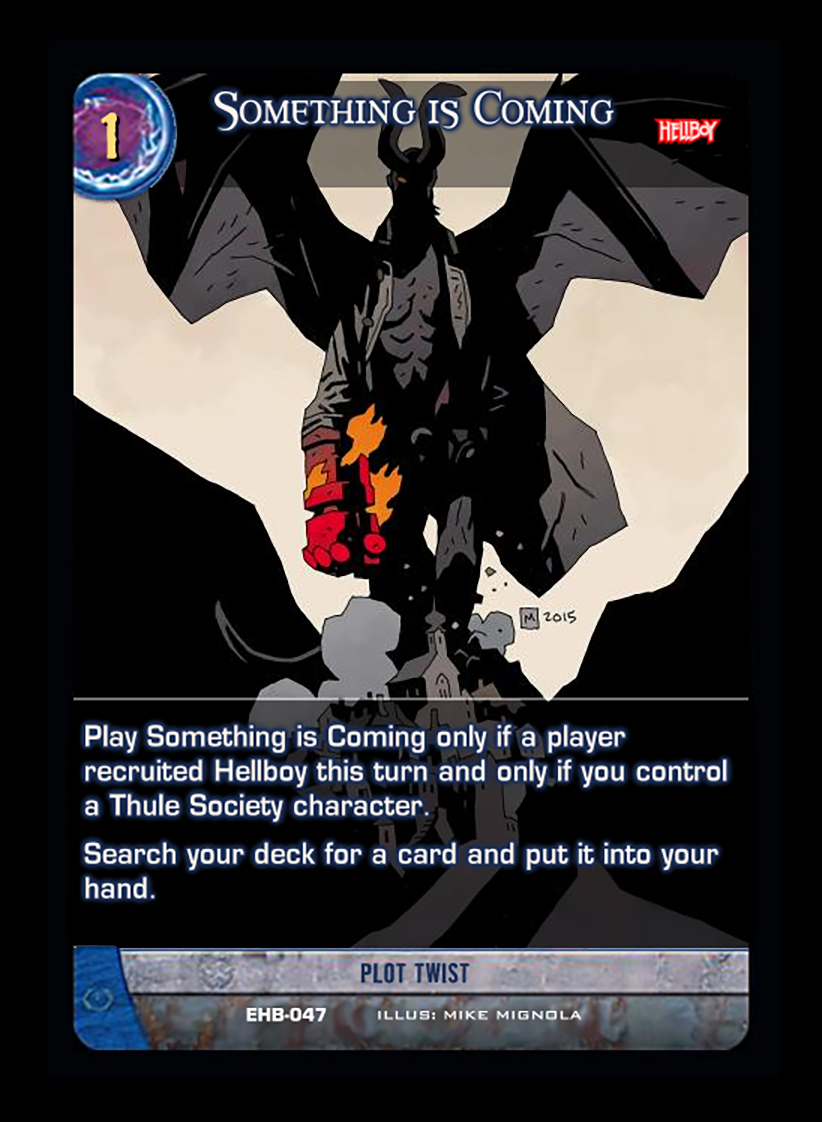 1
Something is Coming
HELLBOY
M 2015
Play Something is Coming only if a player
recruited Hellboy this turn and only if you control
a Thule Society character.
Search your deck for a card and put it into your
hand.
PLOT TWIST
EHB-047 ILLUS: MIKE MIGNOLA